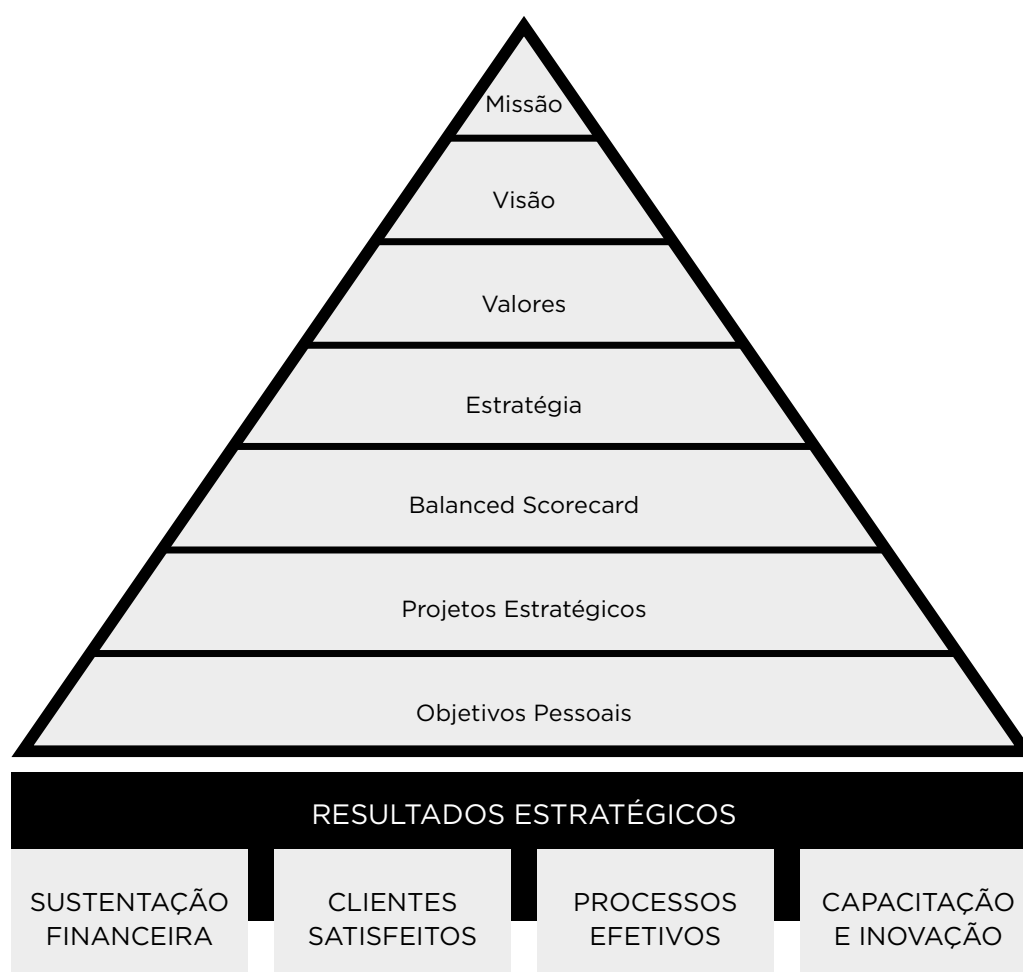 Missão
Visão
Valores
Estratégia
Balanced Scorecard
Projetos Estratégicos
Objetivos Pessoais
RESULTADOS ESTRATÉGICOS
SUSTENTAÇÃO
FINANCEIRA
CLIENTES
SATISFEITOS
PROCESSOS
EFETIVOS
CAPACITAÇÃO
E INOVAÇÃO